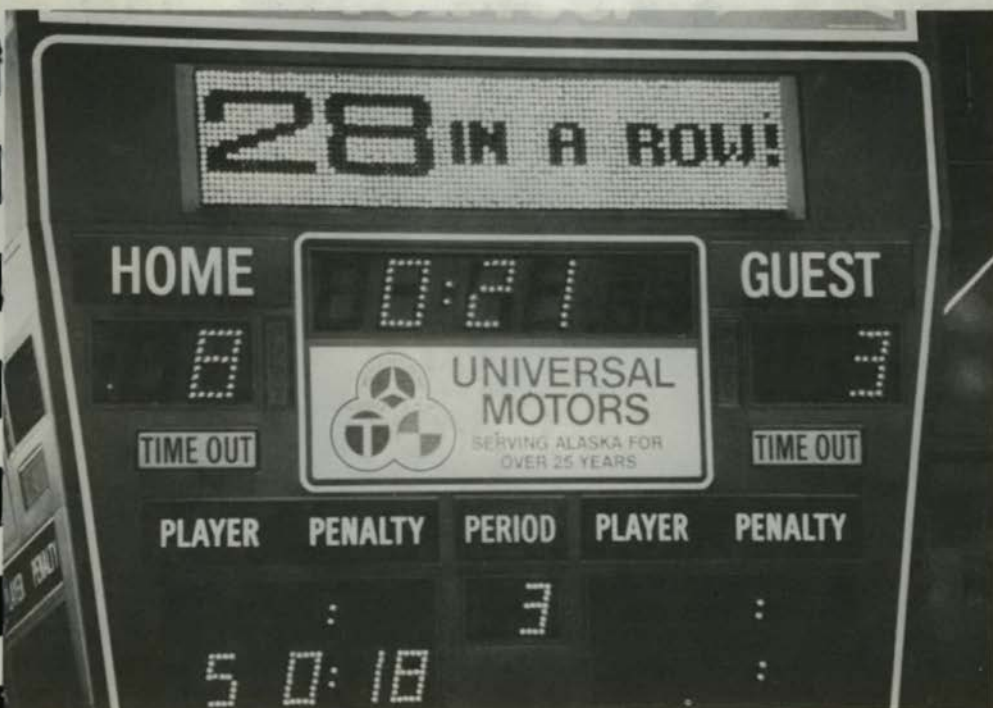 28 IN A ROW!
HOME
0:21
GUEST
8
3
UNIVERSAL
MOTORS
SERVING ALASKA FOR
OVER 25 YEARS
T
TIME OUT
TIME OUT
PLAYER PENALTY PERIOD PLAYER PENALTY
: 3 :
5 0:18 :
PENALTY